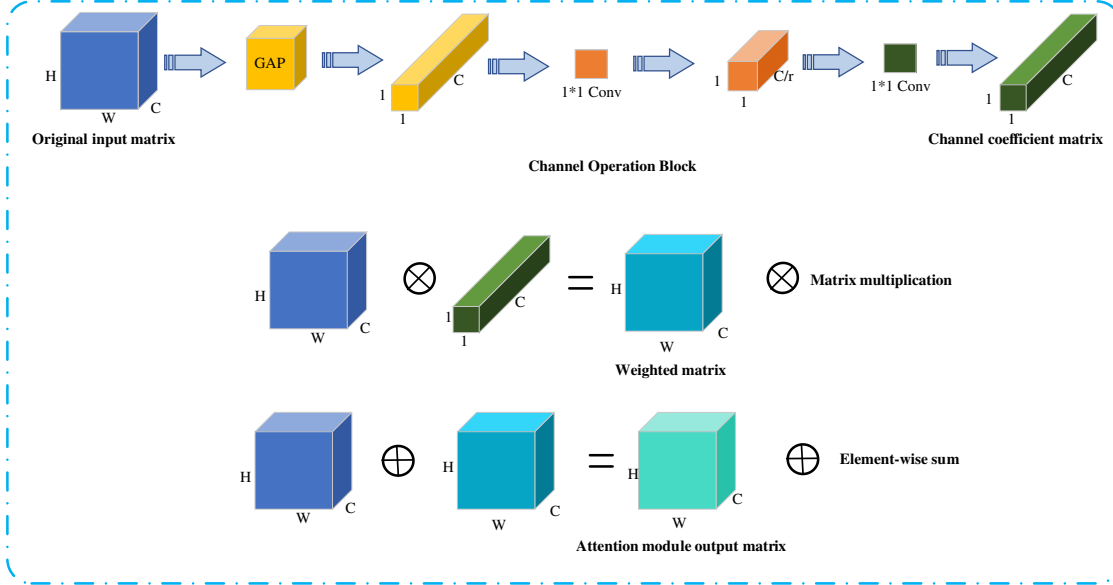 H
W
C
Original input matrix
GAP
1
1
C
1*1 Conv
1
1
C/r
1*1 Conv
1
1
C
Channel coefficient matrix
Channel Operation Block
H
W
C
1
1
C
H
W
C
Weighted matrix
Matrix multiplication
H
W
C
H
W
C
H
W
C
Attention module output matrix
Element-wise sum